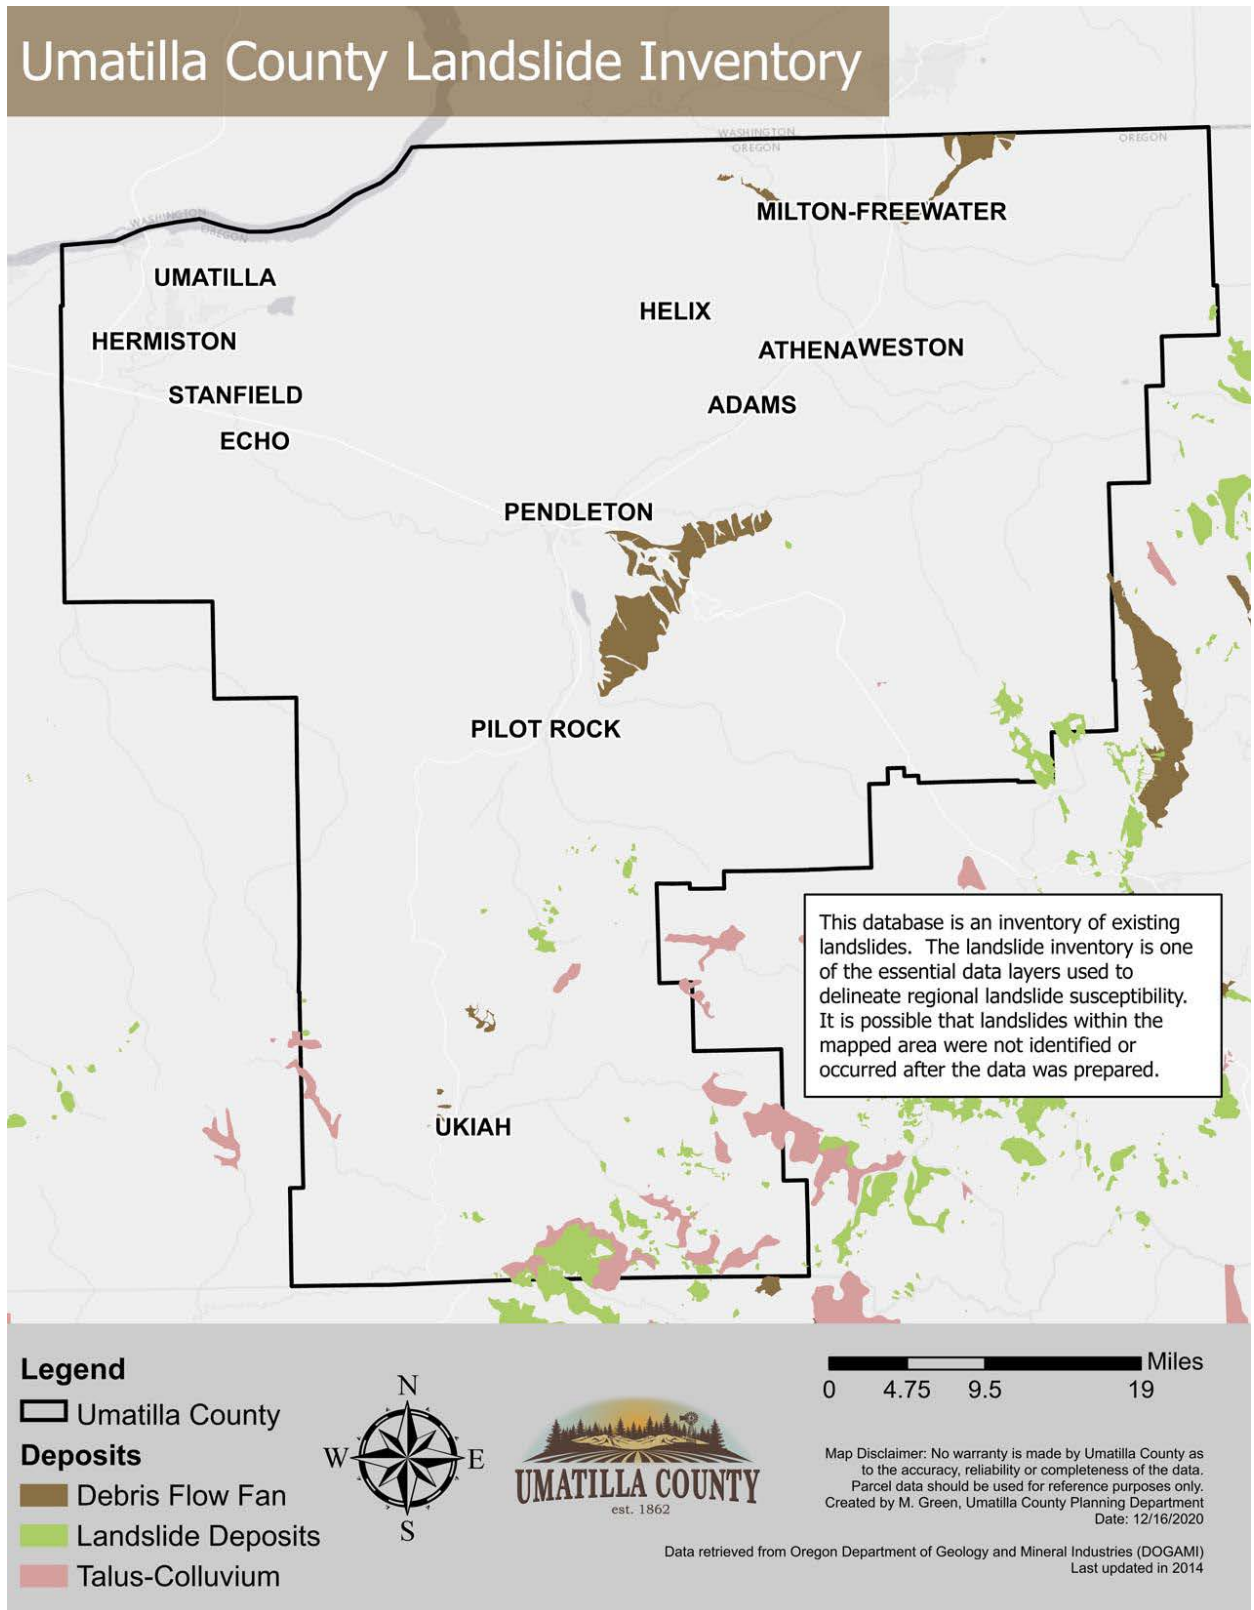 Umatilla County Landslide Inventory
WASHINGTON
OREGON
OREGON
WASHINGTON
OREGON
MILTON-FREEWATER
UMATILLA
HELIX
HERMISTON
ATHENA WESTON
STANFIELD
ADAMS
ECHO
PENDLETON
PILOT ROCK
This database is an inventory of existing
landslides. The landslide inventory is one
of the essential data layers used to
delineate regional landslide susceptibility.
It is possible that landslides within the
mapped area were not identified or
occurred after the data was prepared.
UKIAH
Legend
Umatilla County
Deposits
Debris Flow Fan
Landslide Deposits
Talus-Colluvium
N
W E
S
UMATILLA COUNTY
est. 1862
Miles
0 4.75 9.5 19
Map Disclaimer: No warranty is made by Umatilla County as
to the accuracy, reliability or completeness of the data.
Parcel data should be used for reference purposes only.
Created by M. Green, Umatilla County Planning Department
Date: 12/16/2020
Data retrieved from Oregon Department of Geology and Mineral Industries (DOGAMI)
Last updated in 2014